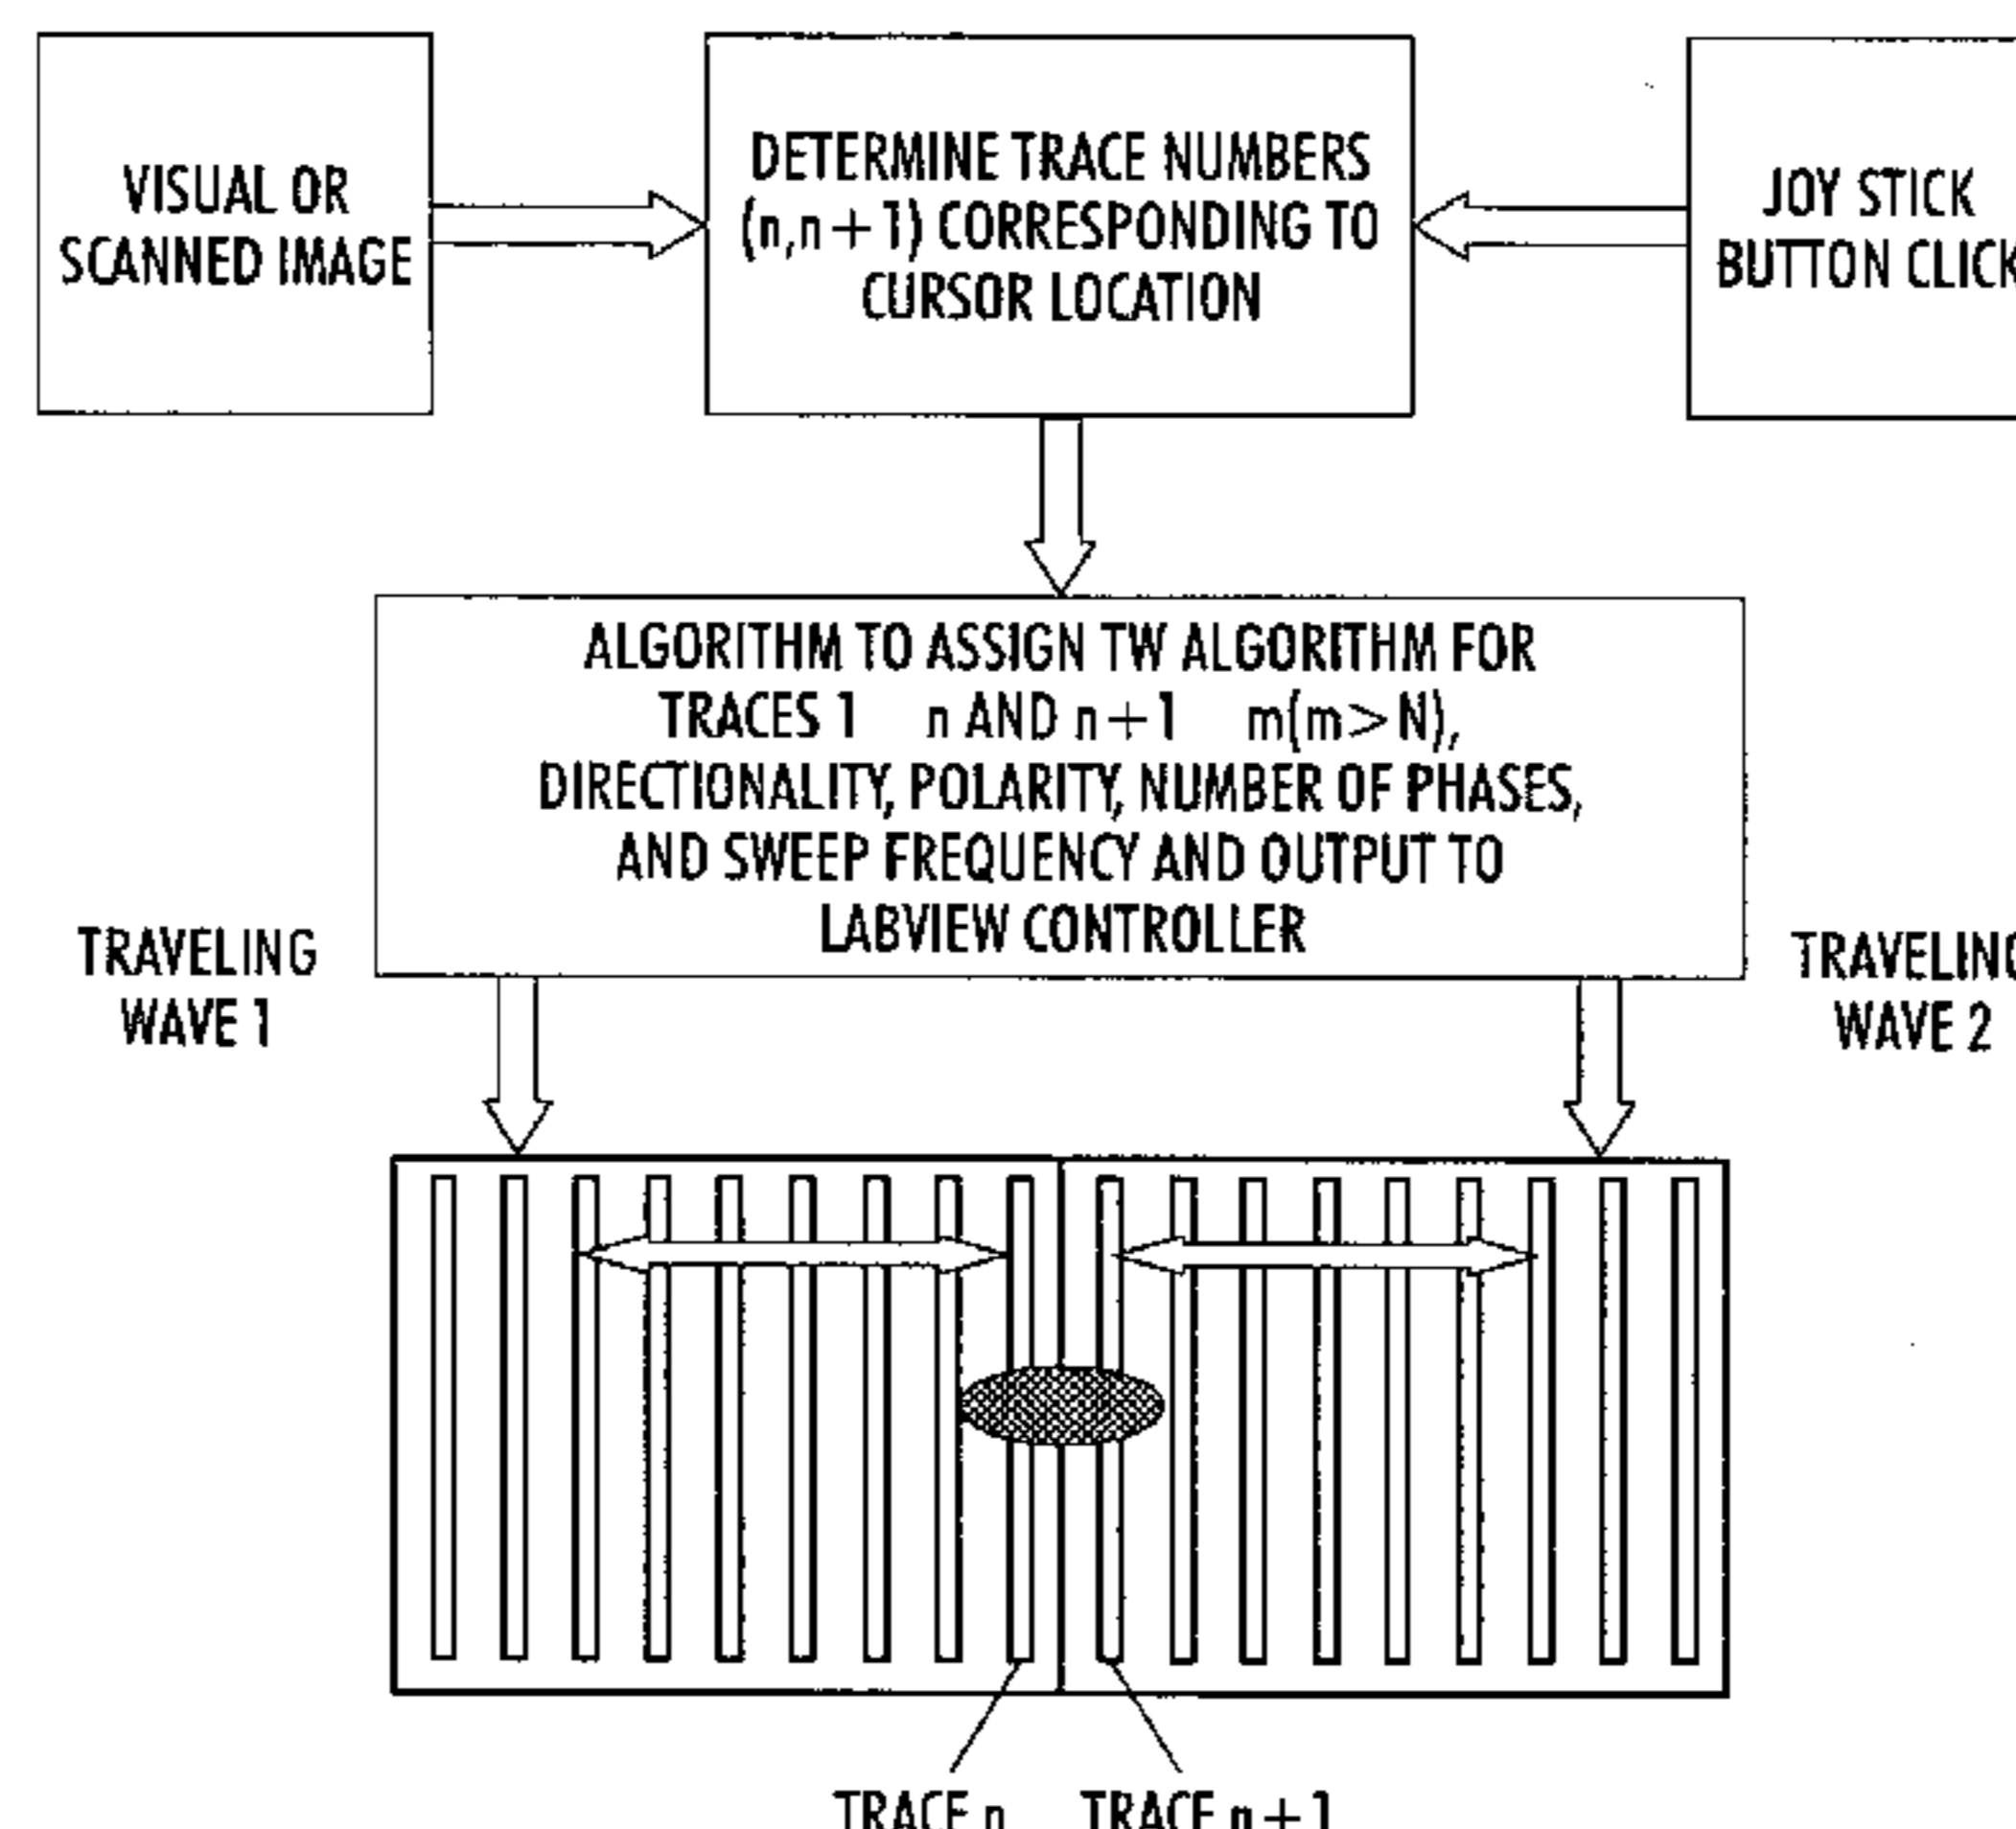 VISUAL OR
SCANNED IMAGE
DETERMINE TRACE NUMBERS
(n,n+1) CORRESPONDING TO
CURSOR LOCATION
JOY STICK
BUTTON CLICK
ALGORITHM TO ASSIGN TW ALGORITHM FOR
TRACES 1 n AND n+1 m(m>N),
DIRECTIONALITY, POLARITY, NUMBER OF PHASES,
AND SWEEP FREQUENCY AND OUTPUT TO
LABVIEW CONTROLLER
TRAVELING
WAVE 1
TRAVELING
WAVE 2
TRACE n
TRACE n+1